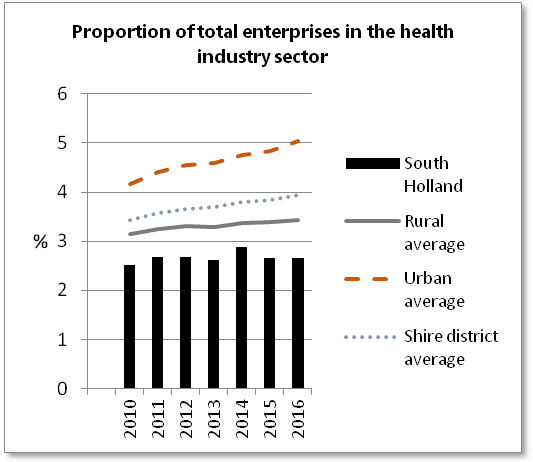 Proportion of total enterprises in the health
industry sector
6
5
4
3
2
1
0
%
2010
2011
2012
2013
2014
2015
2016
South
Holland
Rural
average
Urban
average
Shire district
average